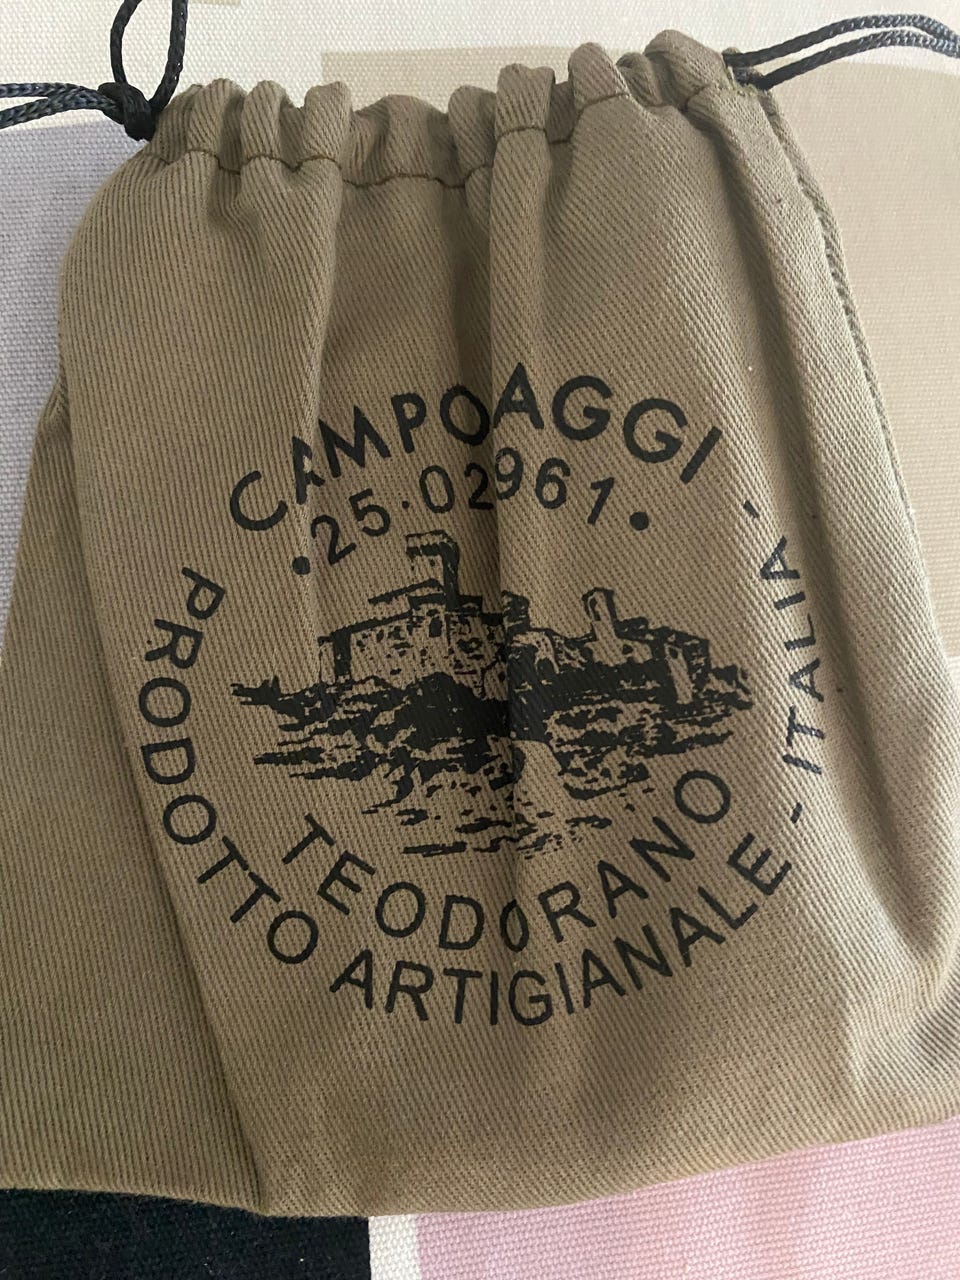 CAMPOAGGI
•25.02961•
TEODORANO
PRODOTTO ARTIGIANALE - ITALIA -